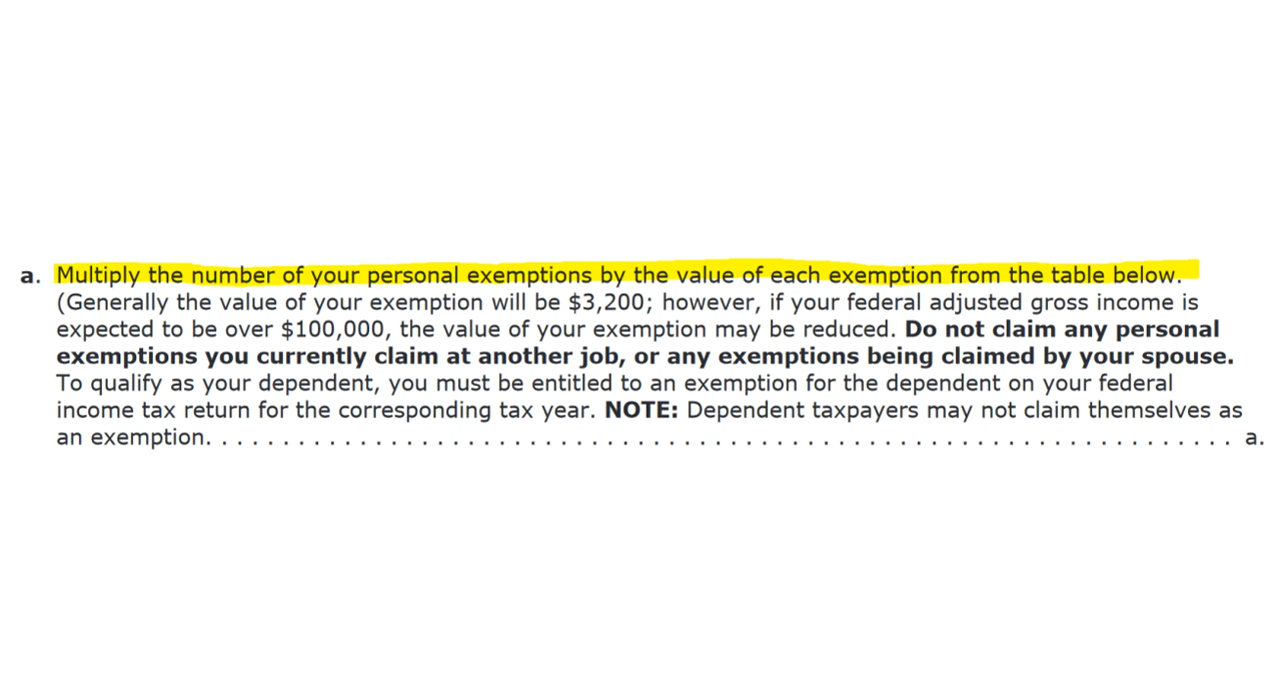 a. Multiply the number of your personal exemptions by the value of each exemption from the table below.
(Generally the value of your exemption will be $3,200; however, if your federal adjusted gross income is
expected to be over $100,000, the value of your exemption may be reduced. Do not claim any personal
exemptions you currently claim at another job, or any exemptions being claimed by your spouse.
To qualify as your dependent, you must be entitled to an exemption for the dependent on your federal
income tax return for the corresponding tax year. NOTE: Dependent taxpayers may not claim themselves as
an exemption. . . . . . . . . . . . . . . . . . . . . . . . . . . . . . . . . . . . . . . . . . . . . . . . . . . . . . . . . . . . . . . . . . . . . . . . . . . . . . . . . a.